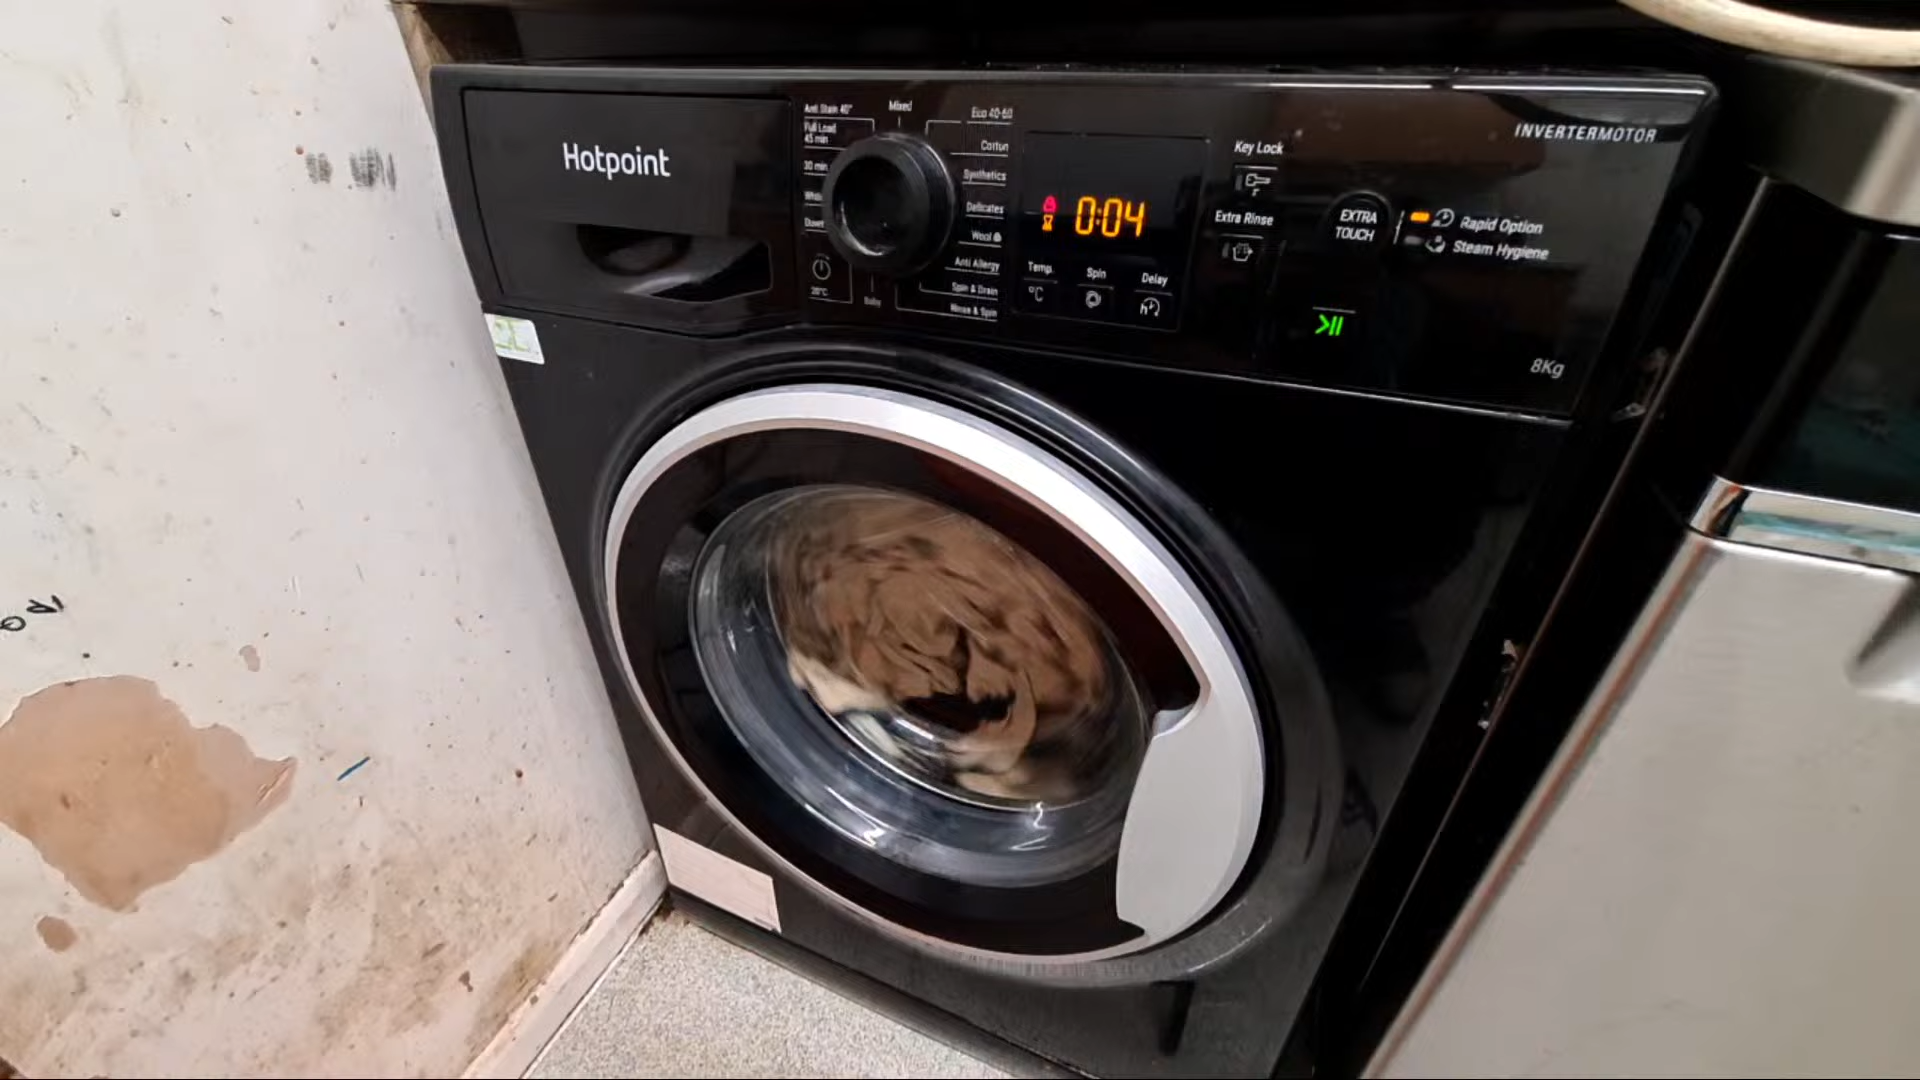 Hotpoint
Anti Stain 40°
Full Load
45 min
30 min
Duvet
20°C
Mixed
Baby
Eco 40-60
Cotton
Synthetics
Delicates
Wool
Anti Allergy
Spin & Drain
Rinse & Spin
0:04
Temp.
°C
Spin
Delay
h
Key Lock
Extra Rinse
EXTRA
TOUCH
Rapid Option
Steam Hygiene
INVERTERMOTOR
8Kg